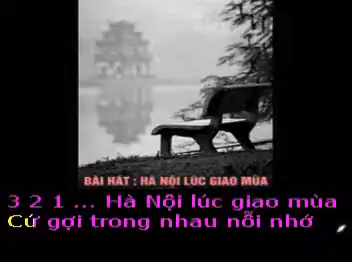 BÀI HÁT : HÀ NỘI LÚC GIAO MÙA
3 2 1 ... Hà Nội lúc giao mùa
Cứ gợi trong nhau nỗi nhớ